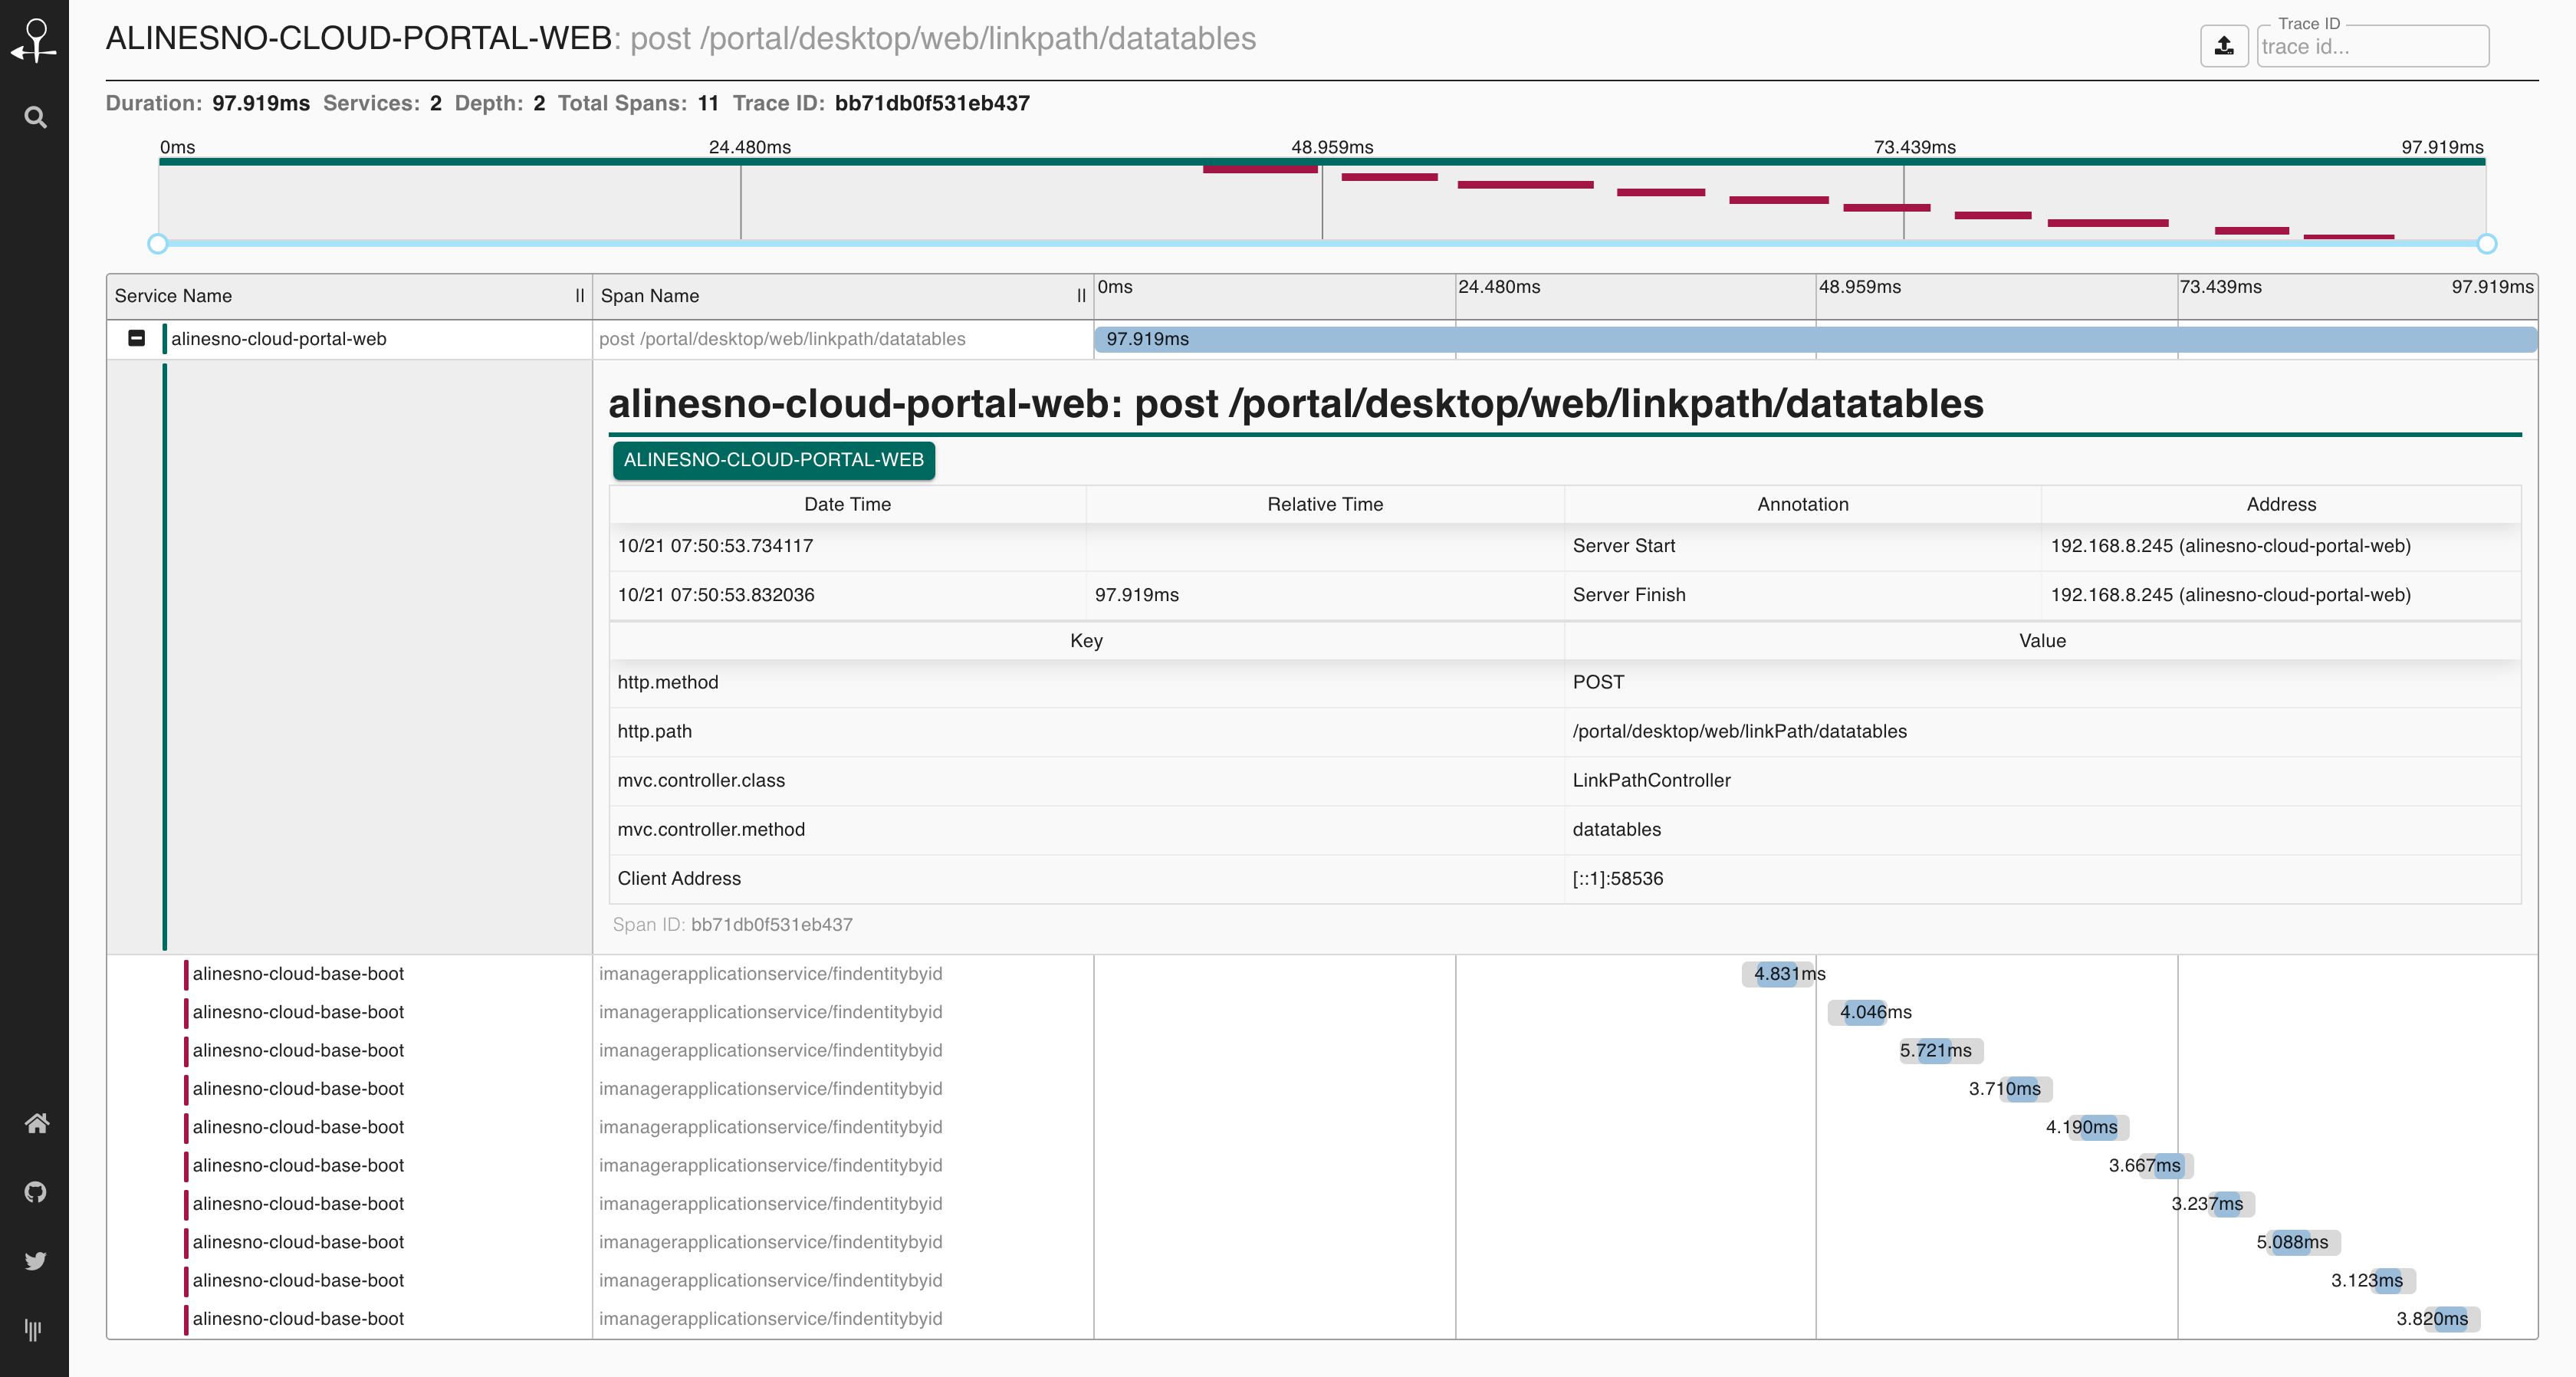 ALINESNO-CLOUD-PORTAL-WEB: post /portal/desktop/web/linkpath/datatables
Trace ID
trace id...
Duration: 97.919ms Services: 2 Depth: 2 Total Spans: 11 Trace ID: bb71db0f531eb437
0ms 24.480ms 48.959ms 73.439ms 97.919ms
Service Name Span Name 0ms 24.480ms 48.959ms 73.439ms 97.919ms
alinesno-cloud-portal-web post /portal/desktop/web/linkpath/datatables 97.919ms
alinesno-cloud-portal-web: post /portal/desktop/web/linkpath/datatables
ALINESNO-CLOUD-PORTAL-WEB
Date Time Relative Time Annotation Address
10/21 07:50:53.734117 Server Start 192.168.8.245 (alinesno-cloud-portal-web)
10/21 07:50:53.832036 97.919ms Server Finish 192.168.8.245 (alinesno-cloud-portal-web)
Key Value
http.method POST
http.path /portal/desktop/web/linkPath/datatables
mvc.controller.class LinkPathController
mvc.controller.method datatables
Client Address [::1]:58536
Span ID: bb71db0f531eb437
alinesno-cloud-base-boot imanagerapplicationservice/findentitybyid 4.831ms
alinesno-cloud-base-boot imanagerapplicationservice/findentitybyid 4.046ms
alinesno-cloud-base-boot imanagerapplicationservice/findentitybyid 5.721ms
alinesno-cloud-base-boot imanagerapplicationservice/findentitybyid 3.710ms
alinesno-cloud-base-boot imanagerapplicationservice/findentitybyid 4.190ms
alinesno-cloud-base-boot imanagerapplicationservice/findentitybyid 3.667ms
alinesno-cloud-base-boot imanagerapplicationservice/findentitybyid 3.237ms
alinesno-cloud-base-boot imanagerapplicationservice/findentitybyid 5.088ms
alinesno-cloud-base-boot imanagerapplicationservice/findentitybyid 3.123ms
alinesno-cloud-base-boot imanagerapplicationservice/findentitybyid 3.820ms